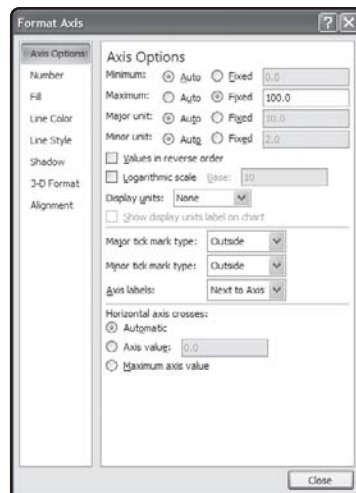 Format Axis
Axis Options
Number
Fill
Line Color
Line Style
Shadow
3-D Format
Alignment
Axis Options
Minimum: Auto Fixed 0.0
Maximum: Auto Fixed 100.0
Major unit: Auto Fixed 10.0
Minor unit: Auto Fixed 2.0
Values in reverse order
Logarithmic scale Base: 10
Display units: None
Show display units label on chart
Major tick mark type: Outside
Minor tick mark type: Outside
Axis labels: Next to Axis
Horizontal axis crosses:
Automatic
Axis value: 0.0
Maximum axis value
Close